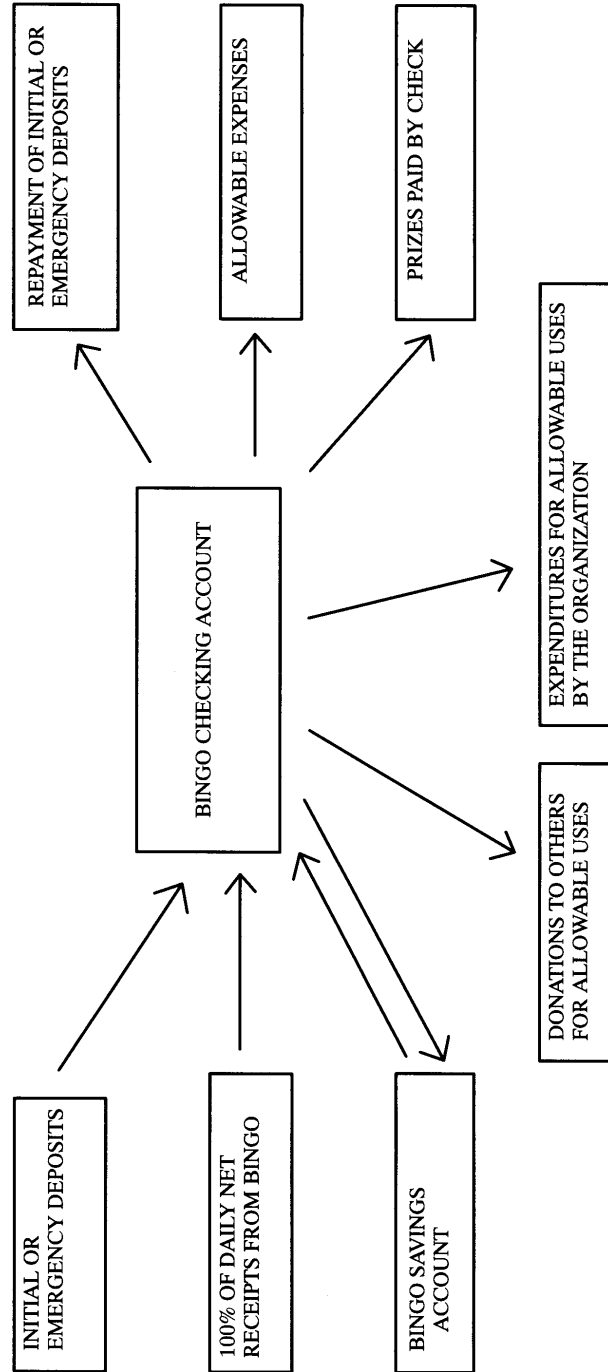 INITIAL OR
EMERGENCY DEPOSITS
100% OF DAILY NET
RECEIPTS FROM BINGO
BINGO SAVINGS
ACCOUNT
BINGO CHECKING ACCOUNT
REPAYMENT OF INITIAL OR
EMERGENCY DEPOSITS
ALLOWABLE EXPENSES
PRIZES PAID BY CHECK
DONATIONS TO OTHERS
FOR ALLOWABLE USES
EXPENDITURES FOR ALLOWABLE USES
BY THE ORGANIZATION